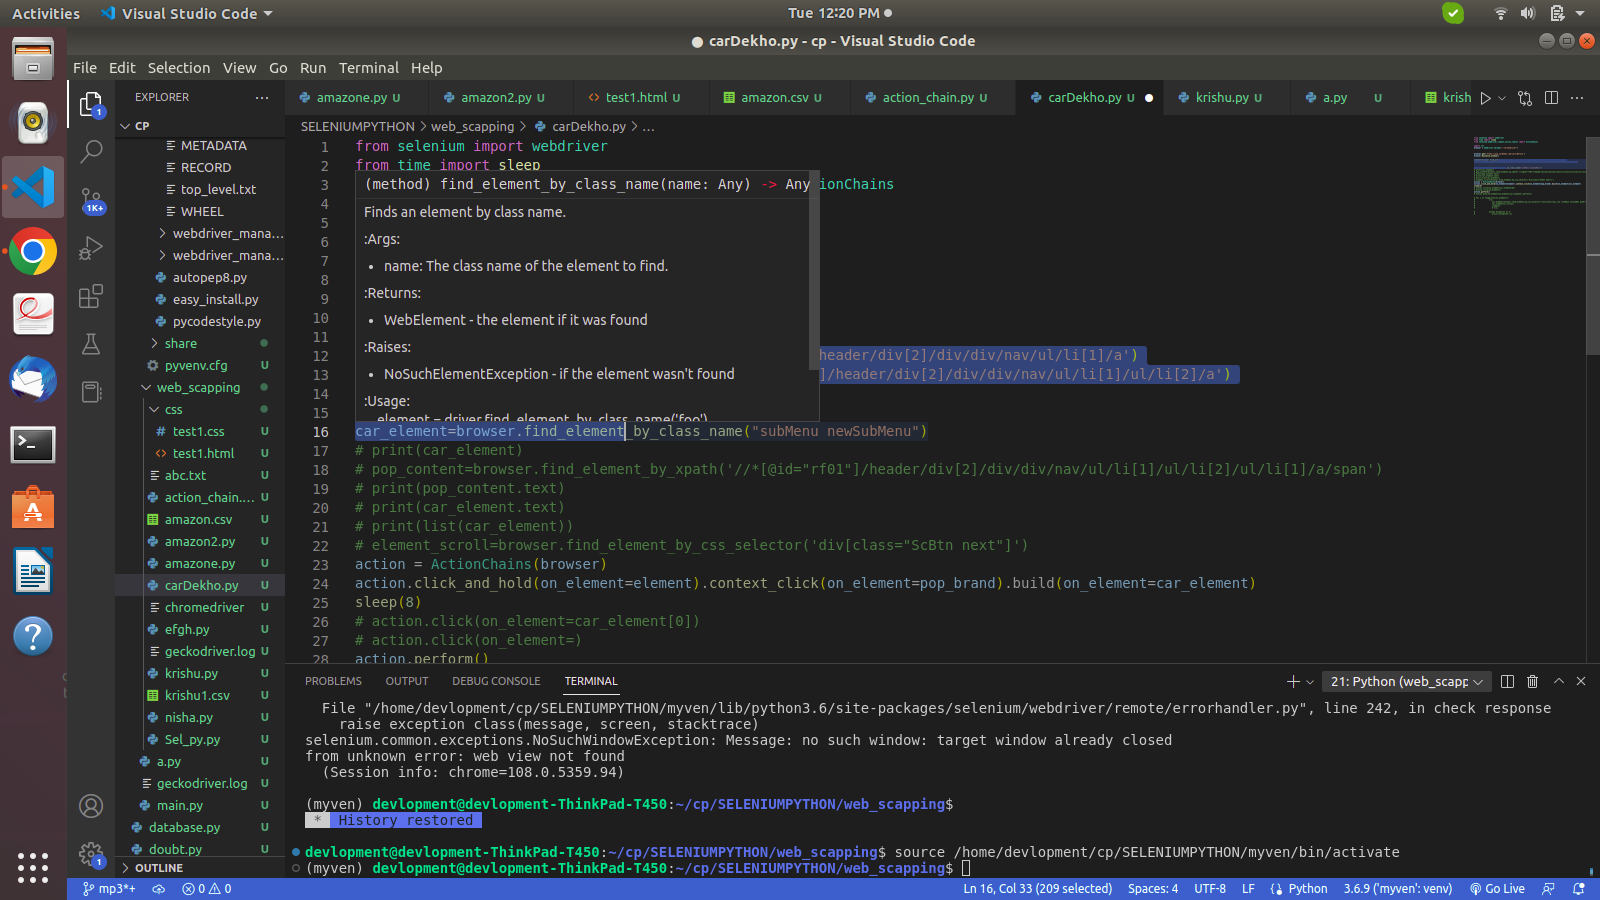 Activities
Visual Studio Code
Tue 12:20 PM
carDekho.py - cp - Visual Studio Code
File Edit Selection View Go Run Terminal Help
EXPLORER
CP
METADATA
RECORD
top_level.txt
WHEEL
webdriver_mana...
webdriver_mana...
autopep8.py
easy_install.py
pycodestyle.py
share
pyvenv.cfg U
web_scapping
css
test1.css U
test1.html U
abc.txt U
action_chain.... U
amazon.csv U
amazon2.py U
amazone.py U
carDekho.py U
chromedriver U
efgh.py U
geckodriver.log U
krishu.py U
krishu1.csv U
nisha.py U
Sel_py.py U
a.py U
geckodriver.log U
main.py U
database.py U
doubt.py U
OUTLINE
1
1K+
1
amazone.py U
amazon2.py U
test1.html U
amazon.csv U
action_chain.py U
carDekho.py U
krishu.py U
a.py U
krish
SELENIUMPYTHON > web_scapping > carDekho.py > ...
1 from selenium import webdriver
2 from time import sleep
3 ionChains
4
5
6
7
8
9
10
11
12 header/div[2]/div/div/nav/ul/li[1]/a')
13 ]/header/div[2]/div/div/nav/ul/li[1]/ul/li[2]/a')
14
15
(method) find_element_by_class_name(name: Any) -> Any
Finds an element by class name.
:Args:
• name: The class name of the element to find.
:Returns:
• WebElement - the element if it was found
:Raises:
• NoSuchElementException - if the element wasn't found
:Usage:
element = driver.find_element_by_class_name('foo')
16 car_element=browser.find_element_by_class_name("subMenu newSubMenu")
17 # print(car_element)
18 # pop_content=browser.find_element_by_xpath('//*[@id="rf01"]/header/div[2]/div/div/nav/ul/li[1]/ul/li[2]/ul/li[1]/a/span')
19 # print(pop_content.text)
20 # print(car_element.text)
21 # print(list(car_element))
22 # element_scroll=browser.find_element_by_css_selector('div[class="ScBtn next"]')
23 action = ActionChains(browser)
24 action.click_and_hold(on_element=element).context_click(on_element=pop_brand).build(on_element=car_element)
25 sleep(8)
26 # action.click(on_element=car_element[0])
27 # action.click(on_element=)
28 action.perform()
PROBLEMS OUTPUT DEBUG CONSOLE TERMINAL
21: Python (web_scapp
File "/home/devlopment/cp/SELENIUMPYTHON/myven/lib/python3.6/site-packages/selenium/webdriver/remote/errorhandler.py", line 242, in check response
raise exception class(message, screen, stacktrace)
selenium.common.exceptions.NoSuchWindowException: Message: no such window: target window already closed
from unknown error: web view not found
(Session info: chrome=108.0.5359.94)
(myven) devlopment@devlopment-ThinkPad-T450:~/cp/SELENIUMPYTHON/web_scapping$
* History restored
devlopment@devlopment-ThinkPad-T450:~/cp/SELENIUMPYTHON/web_scapping$ source /home/devlopment/cp/SELENIUMPYTHON/myven/bin/activate
(myven) devlopment@devlopment-ThinkPad-T450:~/cp/SELENIUMPYTHON/web_scapping$
mp3*+
0 0
Ln 16, Col 33 (209 selected)
Spaces: 4
UTF-8
LF
Python
3.6.9 ('myven': venv)
Go Live